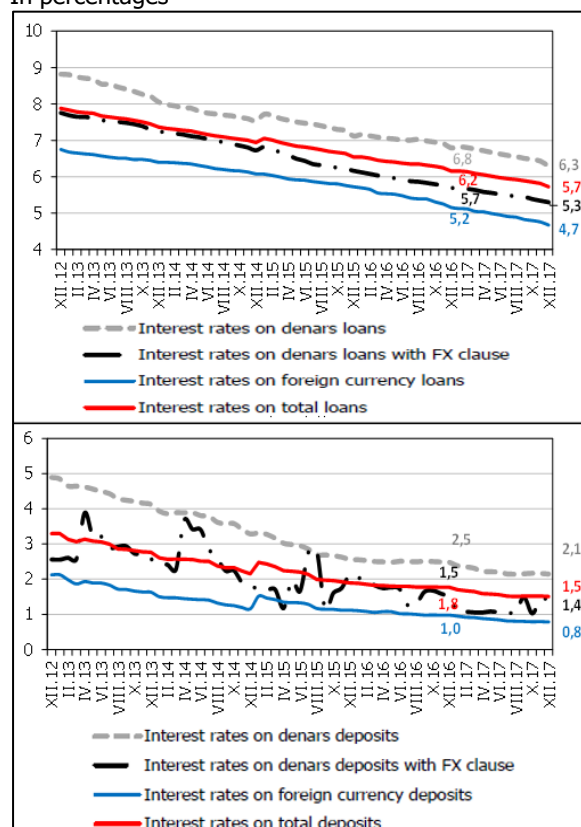 In percentages
10
9
8
7
6
5
4
6,8
6,2
5,7
5,2
6,3
5,7
5,3
4,7
XII.12
II.13
IV.13
VI.13
VIII.13
X.13
XII.13
II.14
IV.14
VI.14
VIII.14
X.14
XII.14
II.15
IV.15
VI.15
VIII.15
X.15
XII.15
II.16
IV.16
VI.16
VIII.16
X.16
XII.16
II.17
IV.17
VI.17
VIII.17
X.17
XII.17
Interest rates on denars loans
Interest rates on denars loans with FX clause
Interest rates on foreign currency loans
Interest rates on total loans
6
5
4
3
2
1
0
2,5
1,5
1,8
1,0
2,1
1,5
1,4
0,8
XII.12
II.13
IV.13
VI.13
VIII.13
X.13
XII.13
II.14
IV.14
VI.14
VIII.14
X.14
XII.14
II.15
IV.15
VI.15
VIII.15
X.15
XII.15
II.16
IV.16
VI.16
VIII.16
X.16
XII.16
II.17
IV.17
VI.17
VIII.17
X.17
XII.17
Interest rates on denars deposits
Interest rates on denars deposits with FX clause
Interest rates on foreign currency deposits
Interest rates on total deposits